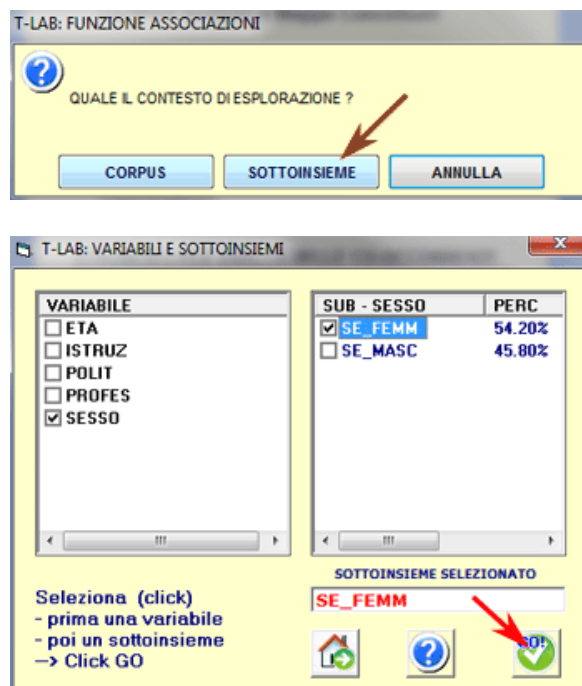 T-LAB: FUNZIONE ASSOCIAZIONI
QUALE IL CONTESTO DI ESPLORAZIONE ?
CORPUS SOTTOINSIEME ANNULLA
T-LAB: VARIABILI E SOTTOINSIEMI
VARIABILE
ETA
ISTRUZ
POLIT
PROFES
SESSO
SUB - SESSO PERC
SE_FEMM 54.20%
SE_MASC 45.80%
SOTTOINSIEME SELEZIONATO
SE_FEMM
Seleziona (click)
- prima una variabile
- poi un sottoinsieme
—> Click GO
GO!